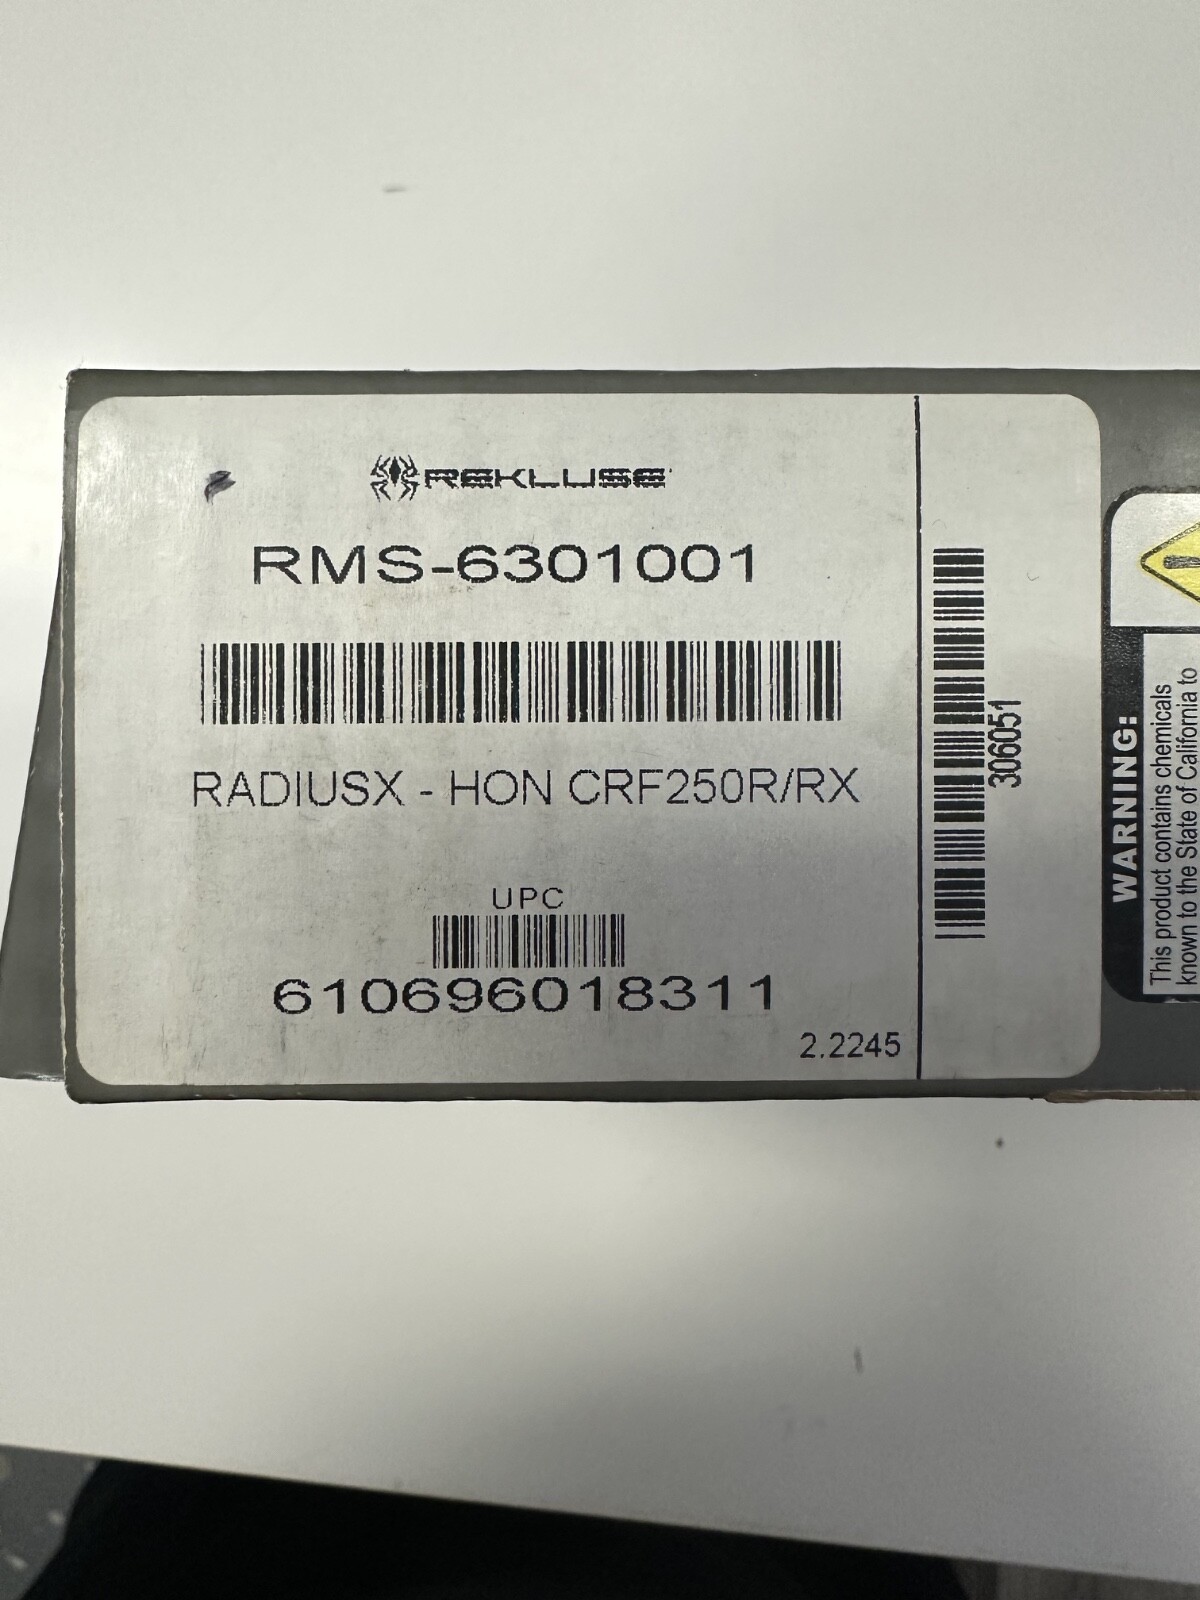 REKLUSE
RMS-6301001
RADIUSX - HON CRF250R/RX
UPC
610696018311
2.2245
306051
WARNING:
This product contains chemicals
known to the State of California to